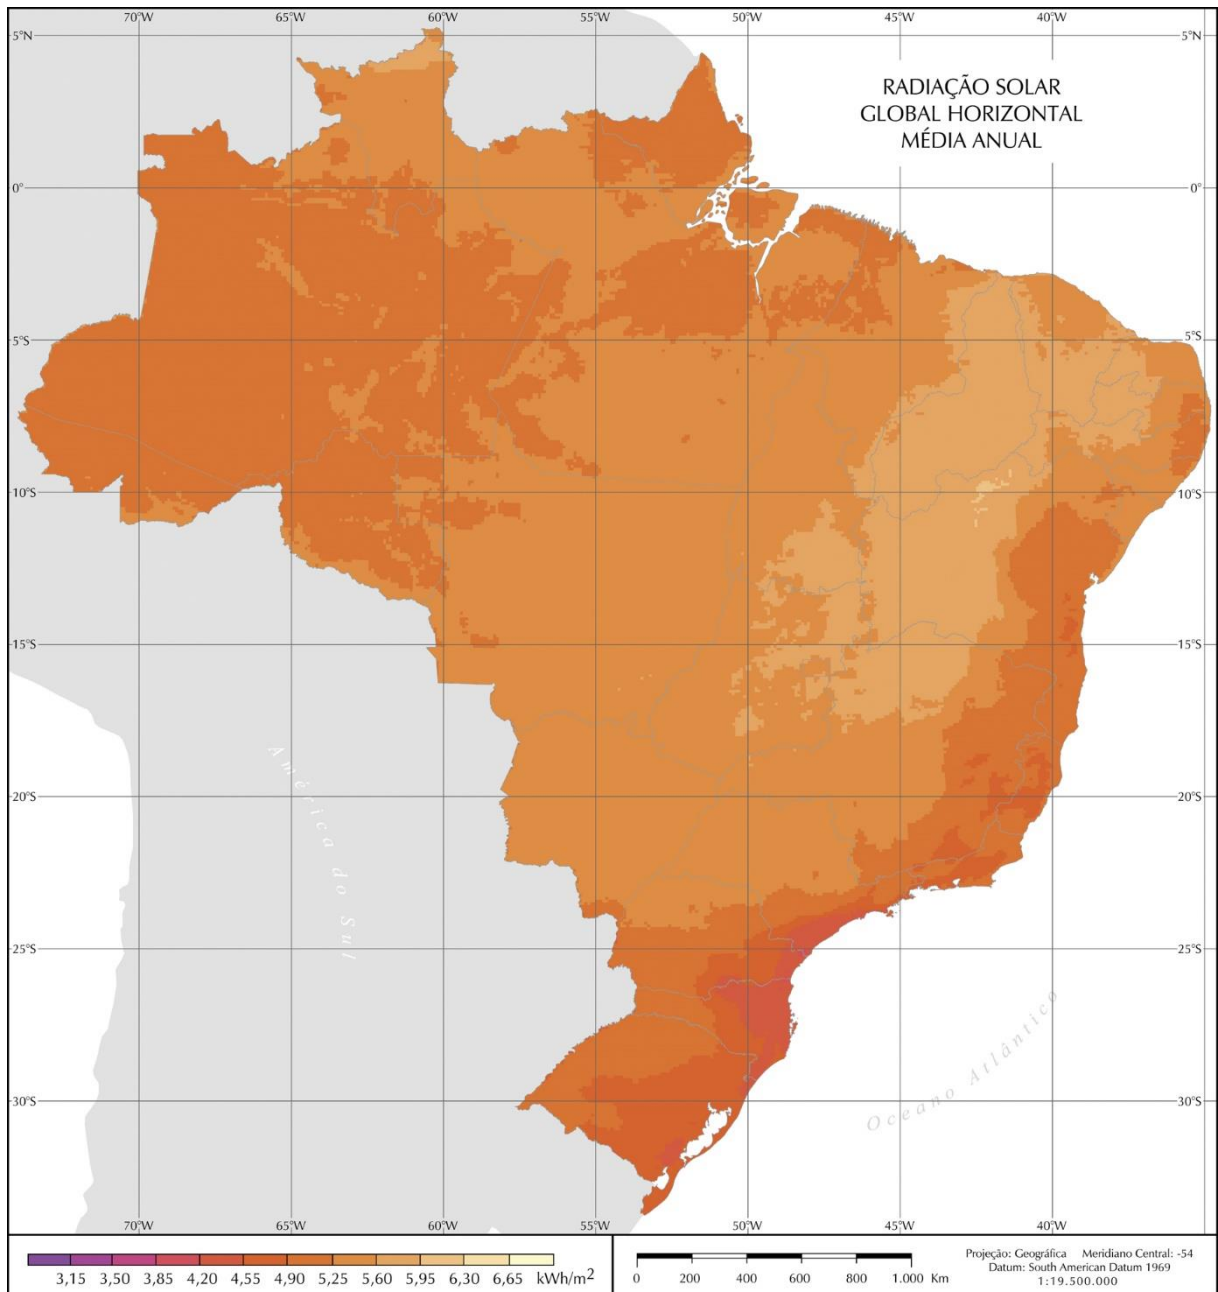 70°W 65°W 60°W 55°W 50°W 45°W 40°W
5°N 5°N
RADIAÇÃO SOLAR
GLOBAL HORIZONTAL
MÉDIA ANUAL
0° 0°
5°S 5°S
10°S 10°S
15°S 15°S
América do Sul
20°S 20°S
25°S 25°S
Oceano Atlântico
30°S 30°S
70°W 65°W 60°W 55°W 50°W 45°W 40°W
3,15 3,50 3,85 4,20 4,55 4,90 5,25 5,60 5,95 6,30 6,65 kWh/m²
0 200 400 600 800 1.000 Km
Projeção: Geográfica Meridiano Central: -54
Datum: South American Datum 1969
1:19.500.000